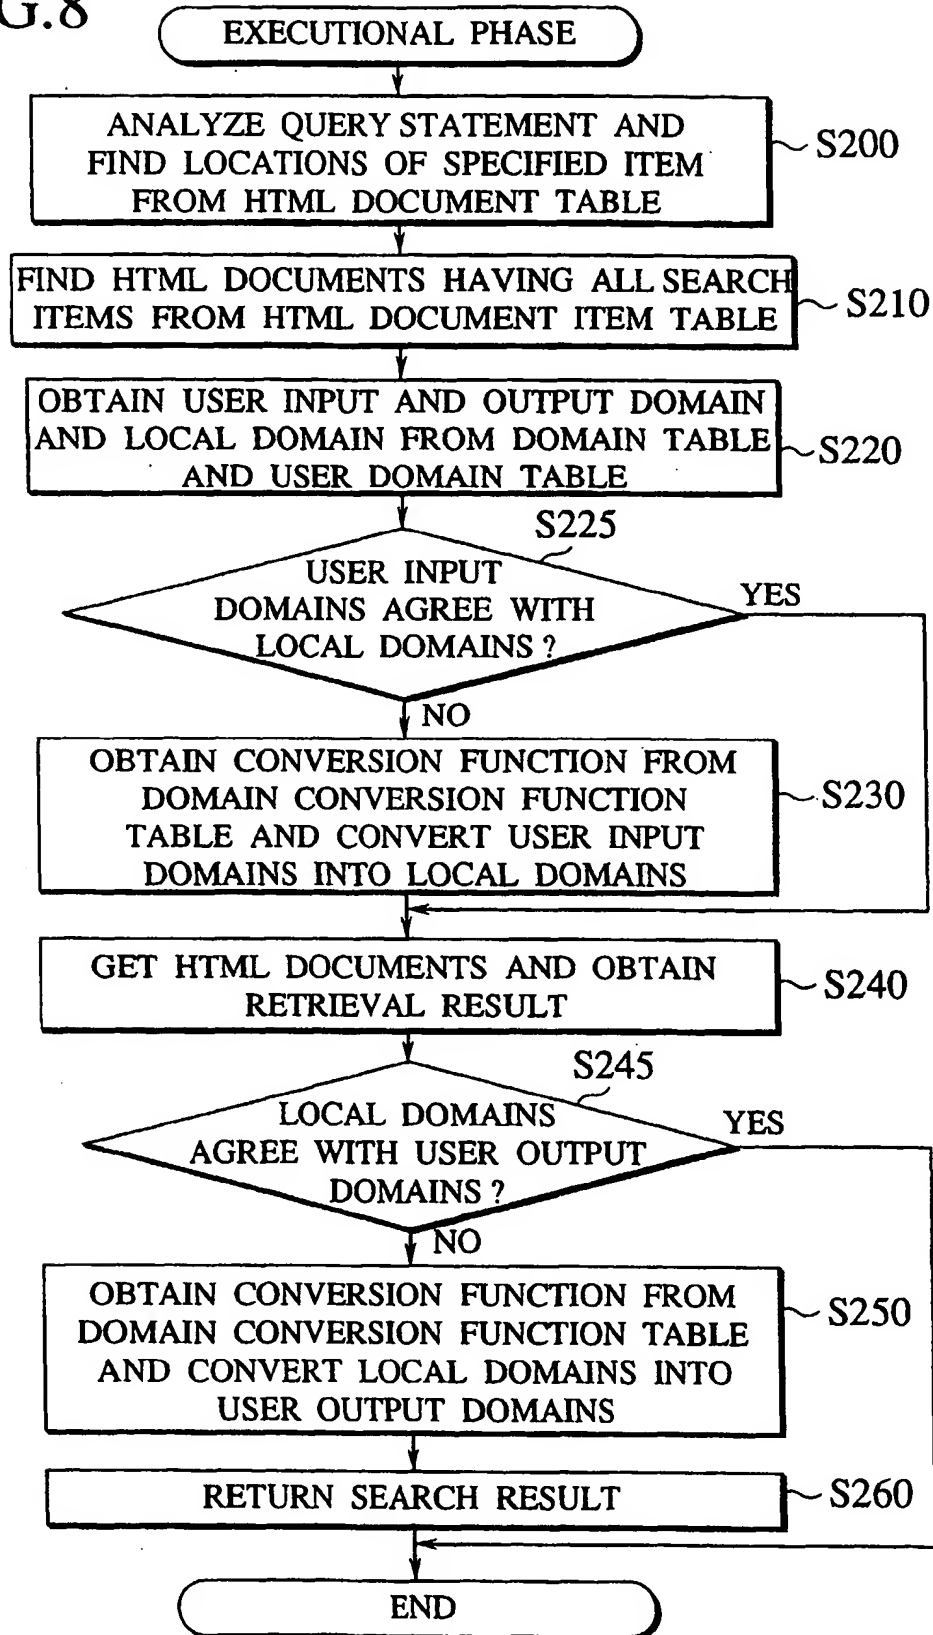 G.8
EXECUTIONAL PHASE
ANALYZE QUERY STATEMENT AND
FIND LOCATIONS OF SPECIFIED ITEM
FROM HTML DOCUMENT TABLE
S200
FIND HTML DOCUMENTS HAVING ALL SEARCH
ITEMS FROM HTML DOCUMENT ITEM TABLE
S210
OBTAIN USER INPUT AND OUTPUT DOMAIN
AND LOCAL DOMAIN FROM DOMAIN TABLE
AND USER DOMAIN TABLE
S220
S225
USER INPUT
DOMAINS AGREE WITH
LOCAL DOMAINS ?
YES
NO
OBTAIN CONVERSION FUNCTION FROM
DOMAIN CONVERSION FUNCTION
TABLE AND CONVERT USER INPUT
DOMAINS INTO LOCAL DOMAINS
S230
GET HTML DOCUMENTS AND OBTAIN
RETRIEVAL RESULT
S240
S245
LOCAL DOMAINS
AGREE WITH USER OUTPUT
DOMAINS ?
YES
NO
OBTAIN CONVERSION FUNCTION FROM
DOMAIN CONVERSION FUNCTION TABLE
AND CONVERT LOCAL DOMAINS INTO
USER OUTPUT DOMAINS
S250
RETURN SEARCH RESULT
S260
END